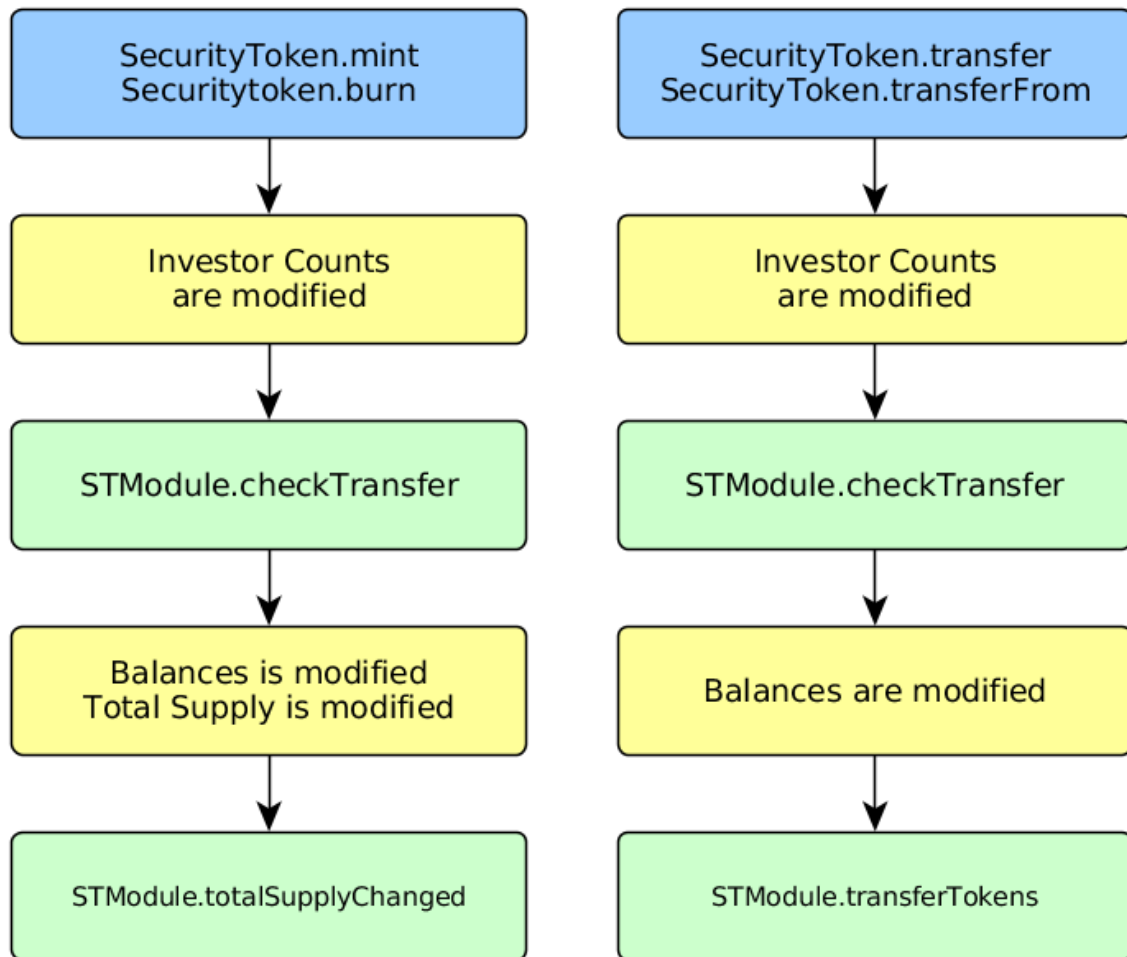 SecurityToken.mint
Securitytoken.burn
Investor Counts
are modified
STModule.checkTransfer
Balances is modified
Total Supply is modified
STModule.totalSupplyChanged
SecurityToken.transfer
SecurityToken.transferFrom
Investor Counts
are modified
STModule.checkTransfer
Balances are modified
STModule.transferTokens